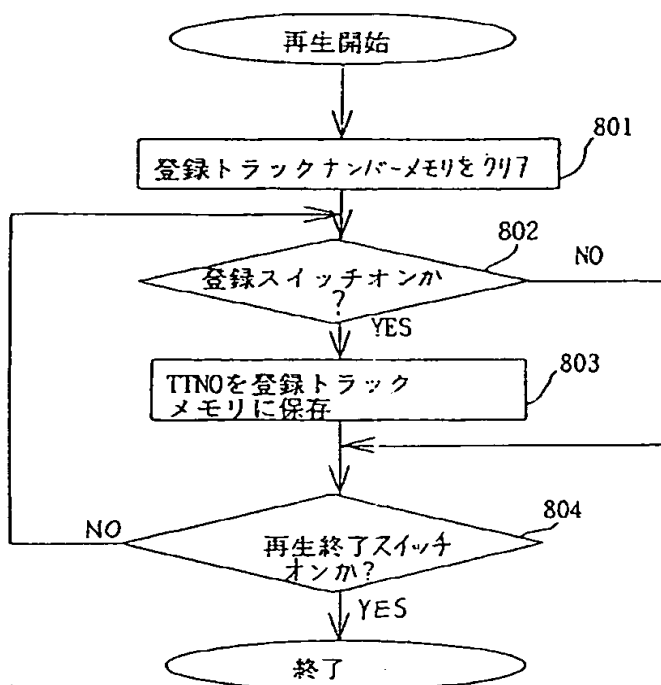 再生開始
801
登録トラックナンバーメモリをクリア
802
登録スイッチオンか
?
NO
YES
803
TTNOを登録トラック
メモリに保存
804
NO
再生終了スイッチ
オンか?
YES
終了